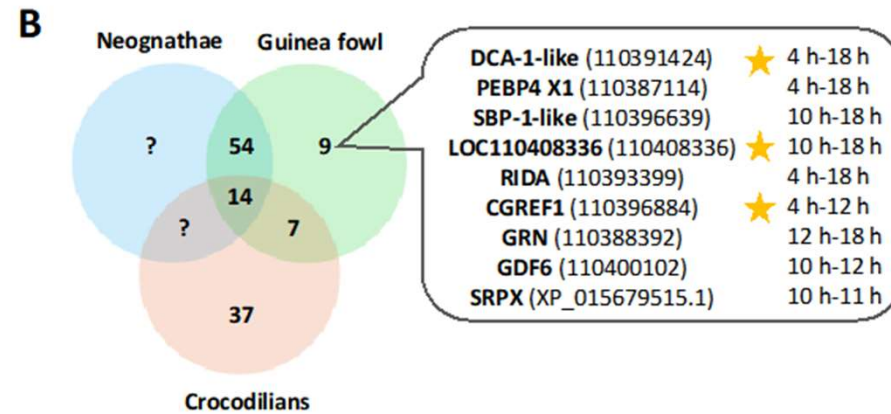 B
Neognathae Guinea fowl
? 54 9
14
? 7
37
Crocodilians
DCA-1-like (110391424) 4 h-18 h
PEBP4 X1 (110387114) 4 h-18 h
SBP-1-like (110396639) 10 h-18 h
LOC110408336 (110408336) 10 h-18 h
RIDA (110393399) 4 h-18 h
CGREF1 (110396884) 4 h-12 h
GRN (110388392) 12 h-18 h
GDF6 (110400102) 10 h-12 h
SRPX (XP_015679515.1) 10 h-11 h